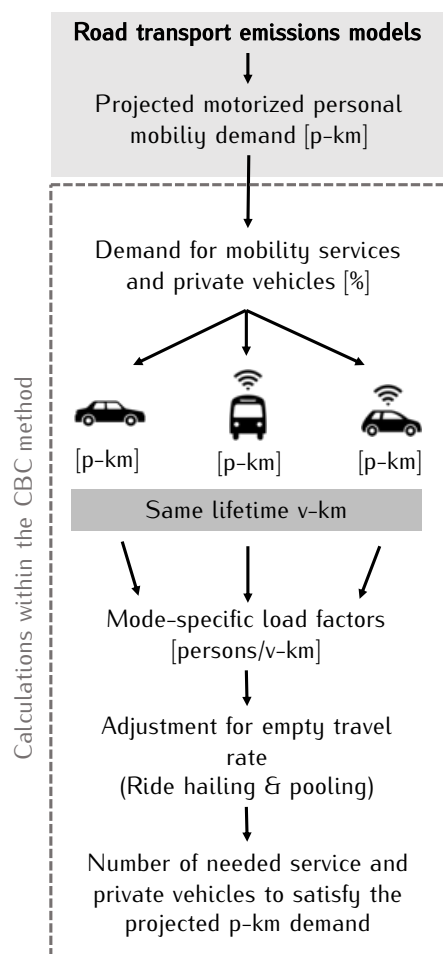 Road transport emissions models
Projected motorized personal
mobiliy demand [p-km]
Demand for mobility services
and private vehicles [%]
[p-km]
[p-km]
[p-km]
Same lifetime v-km
Mode-specific load factors
[persons/v-km]
Adjustment for empty travel
rate
(Ride hailing & pooling)
Number of needed service and
private vehicles to satisfy the
projected p-km demand
Calculations within the CBC method